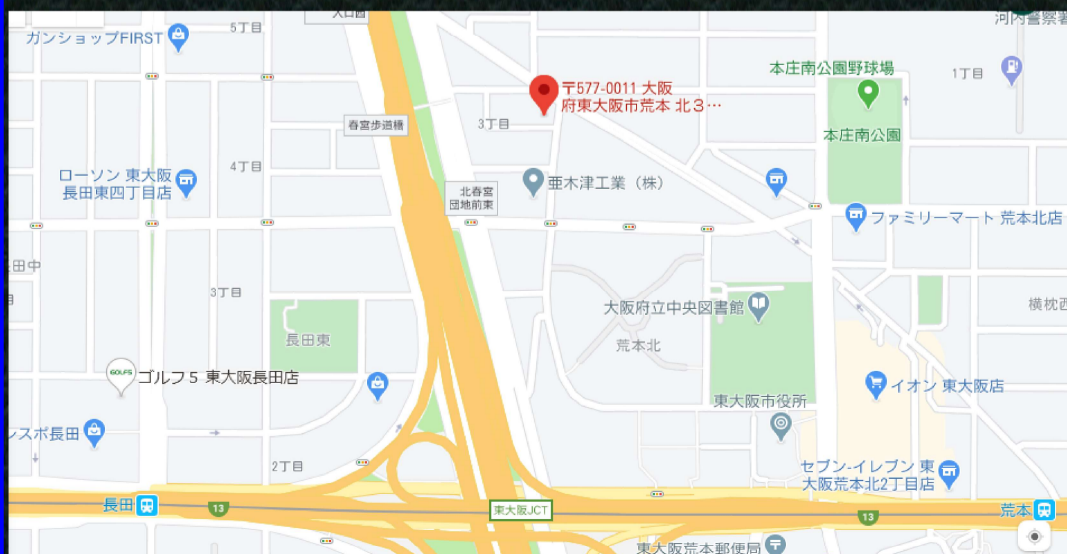 入口西
河内警察署
ガンショップFIRST
5丁目
本庄南公園野球場
1丁目
〒577-0011 大阪
府東大阪市荒本 北３…
春宮歩道橋
3丁目
本庄南公園
4丁目
ローソン 東大阪
長田東四丁目店
北春宮
団地前東
亜木津工業（株）
ファミリーマート 荒本北店
田中
3丁目
大阪府立中央図書館
横枕西
長田東
荒本北
GOLF5
ゴルフ５ 東大阪長田店
イオン 東大阪店
東大阪市役所
ンスポ長田
2丁目
セブン-イレブン 東
大阪荒本北2丁目店
長田
13
東大阪JCT
13
荒本
東大阪荒本郵便局